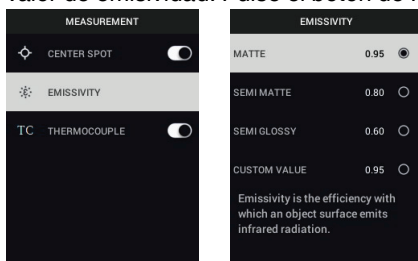 MEASUREMENT
CENTER SPOT
EMISSIVITY
TC THERMOCOUPLE
EMISSIVITY
MATTE 0.95
SEMI MATTE 0.80
SEMI GLOSSY 0.60
CUSTOM VALUE 0.95
Emissivity is the efficiency with
which an object surface emits
infrared radiation.